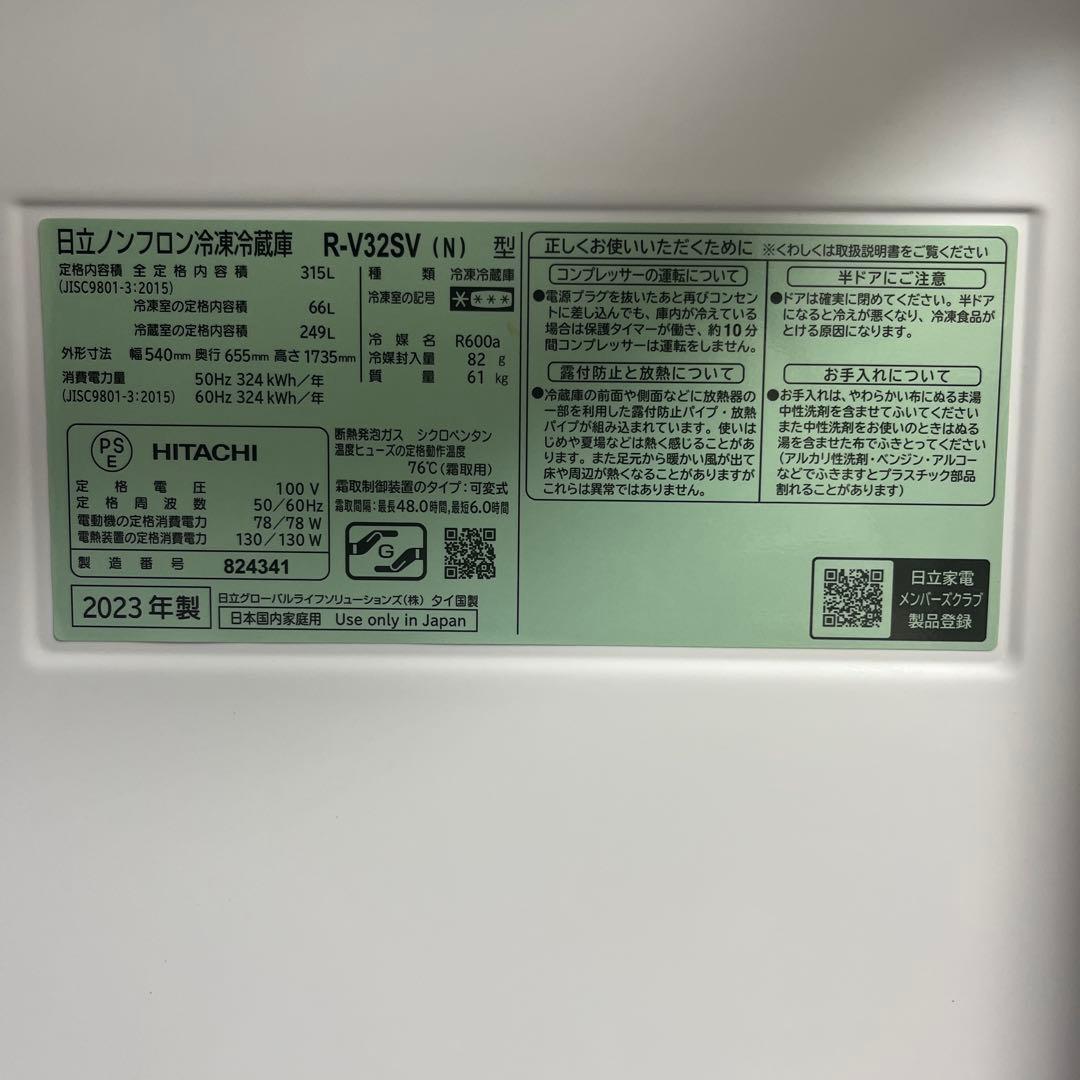 日立ノンフロン冷凍冷蔵庫 R-V32SV (N) 型
定格内容積 全定格内容積 315L
(JISC9801-3:2015)
冷凍室の定格内容積 66L
冷蔵室の定格内容積 249L
外形寸法 幅540mm 奥行655mm 高さ1735mm
消費電力量 50Hz 324 kWh/年
(JISC9801-3:2015) 60Hz 324 kWh/年
種類 冷凍冷蔵庫
冷凍室の記号 ****
冷媒名 R600a
冷媒封入量 82 g
質量 61 kg
PS
E
HITACHI
定格電圧 100 V
定格周波数 50/60Hz
電動機の定格消費電力 78/78 W
電熱装置の定格消費電力 130/130 W
製造番号 824341
断熱発泡ガス シクロペンタン
温度ヒューズの定格動作温度
76℃(霜取用)
霜取制御装置のタイプ:可変式
霜取間隔:最長48.0時間,最短6.0時間
G
2023年製
日立グローバルライフソリューションズ(株) タイ国製
日本国内家庭用 Use only in Japan
正しくお使いいただくために ※くわしくは取扱説明書をご覧ください
コンプレッサーの運転について
●電源プラグを抜いたあと再びコンセン
トに差し込んでも、庫内が冷えている
場合は保護タイマーが働き、約10分
間コンプレッサーは運転をしません。
露付防止と放熱について
●冷蔵庫の前面や側面などに放熱器の
一部を利用した露付防止パイプ・放熱
パイプが組み込まれています。使いは
じめや夏場などは熱く感じることがあ
ります。また足元から暖かい風が出て
床や周辺が熱くなることがありますが
これらは異常ではありません。
半ドアにご注意
●ドアは確実に閉めてください。半ドア
になると冷えが悪くなり、冷凍食品が
とける原因になります。
お手入れについて
●お手入れは、やわらかい布にぬるま湯
中性洗剤を含ませてふいてください
また中性洗剤をお使いのときはぬる
湯を含ませた布でふきとってください
(アルカリ性洗剤・ベンジン・アルコー
などでふきますとプラスチック部品
割れることがあります)
日立家電
メンバーズクラブ
製品登録